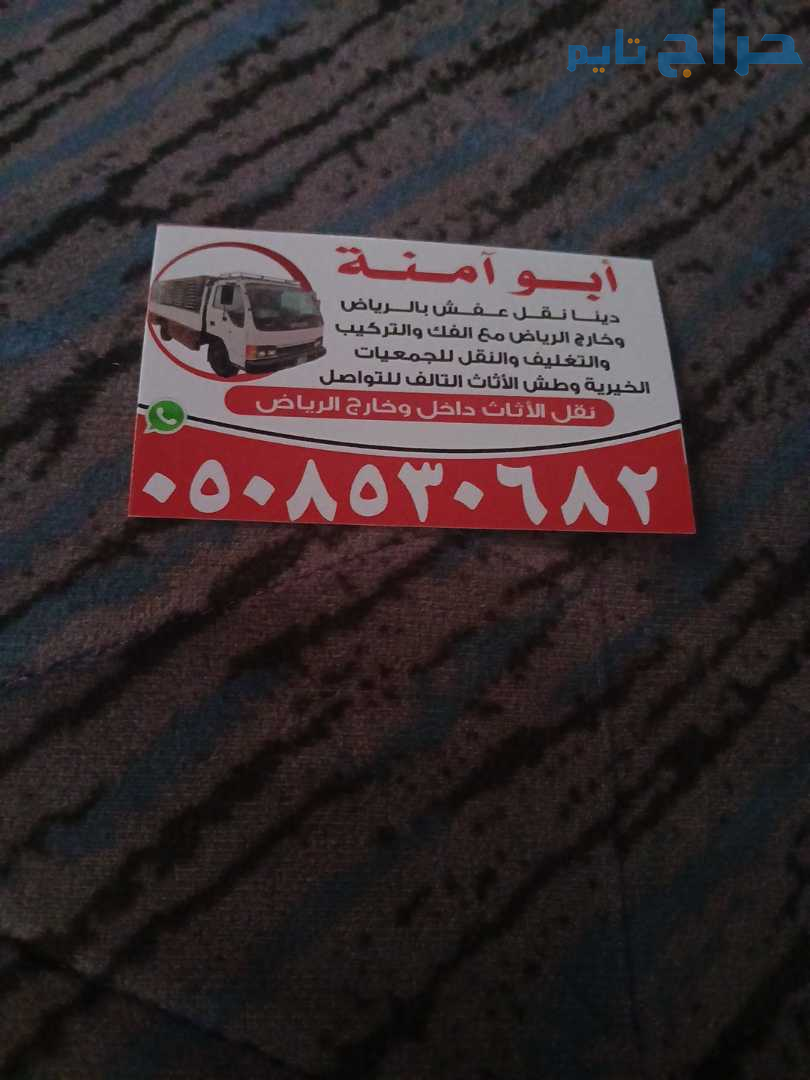 حراج تايم
أبو آمنة
دينا نقل عفش بالرياض
وخارج الرياض مع الفك والتركيب
والتغليف والنقل للجمعيات
الخيرية وطش الأثاث التالف للتواصل
نقل الأثاث داخل وخارج الرياض
٠٥٠٨٥٣٠٦٨٢